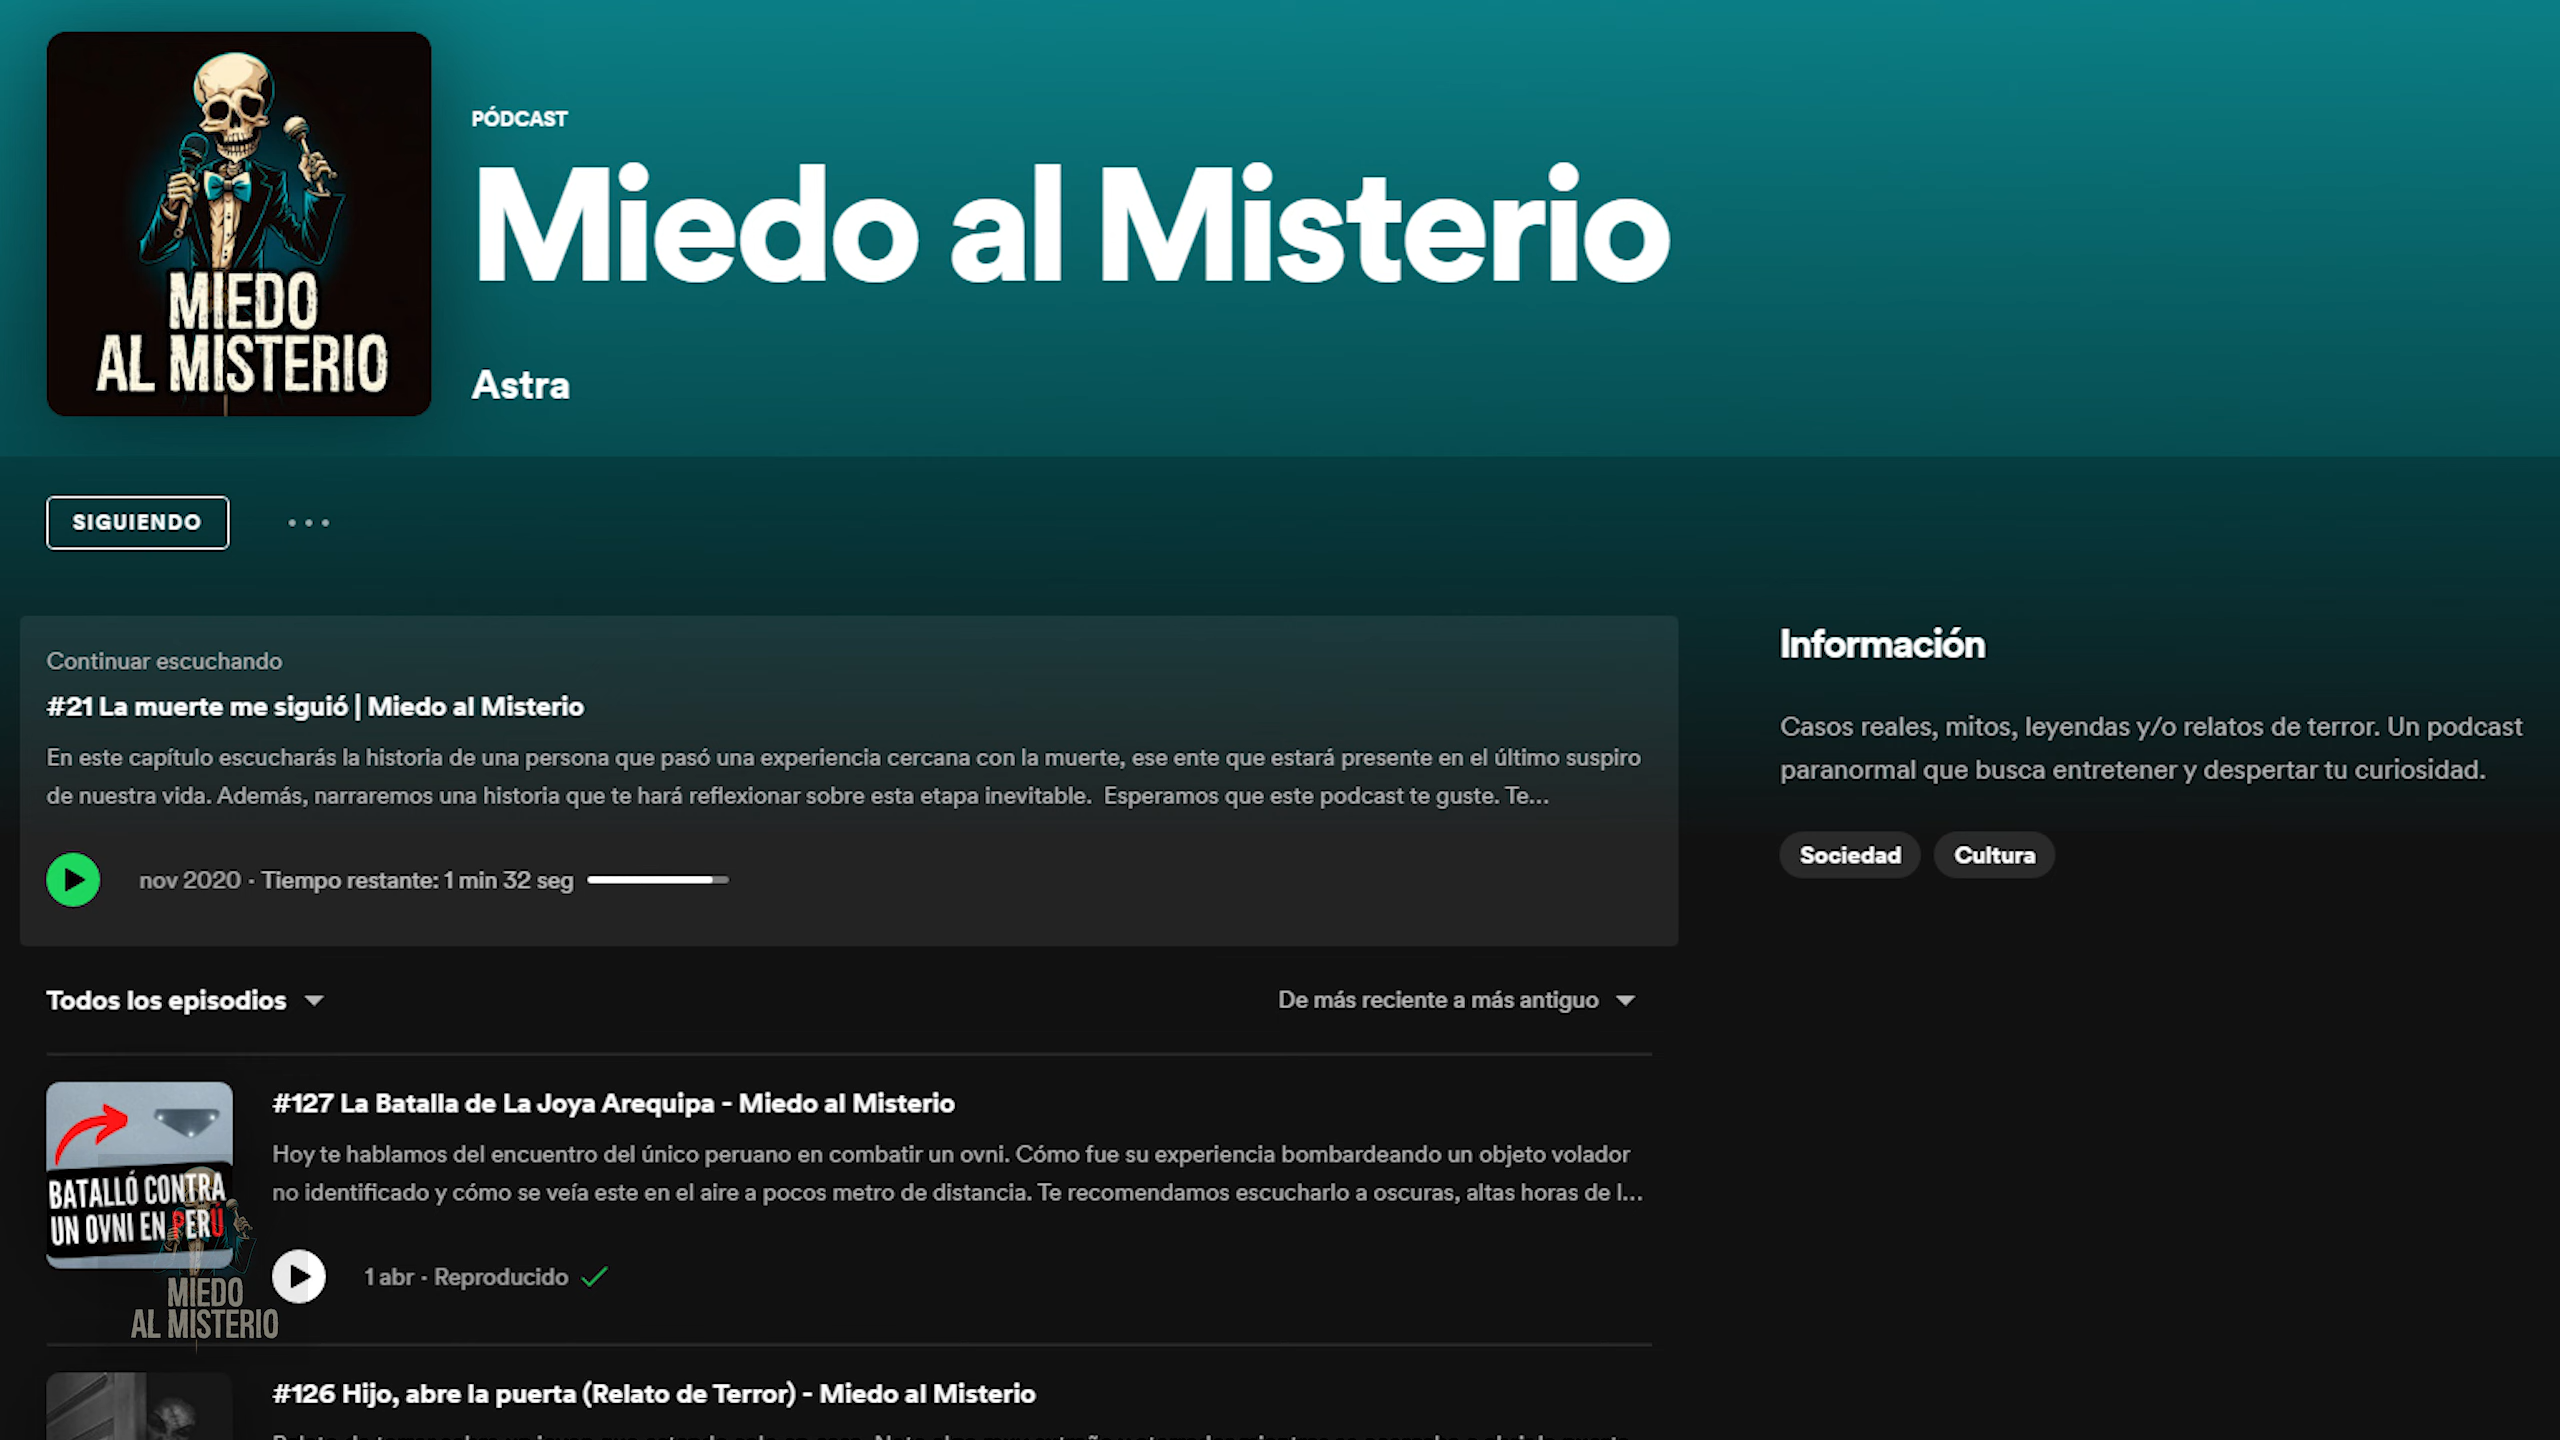 MIEDO
AL MISTERIO
PÓDCAST
Miedo al Misterio
Astra
SIGUIENDO
Continuar escuchando
#21 La muerte me siguió | Miedo al Misterio
En este capítulo escucharás la historia de una persona que pasó una experiencia cercana con la muerte, ese ente que estará presente en el último suspiro
de nuestra vida. Además, narraremos una historia que te hará reflexionar sobre esta etapa inevitable. Esperamos que este podcast te guste. Te...
nov 2020 · Tiempo restante: 1 min 32 seg
Información
Casos reales, mitos, leyendas y/o relatos de terror. Un podcast
paranormal que busca entretener y despertar tu curiosidad.
Sociedad
Cultura
Todos los episodios
De más reciente a más antiguo
BATALLÓ CONTRA
UN OVNI EN PERÚ
#127 La Batalla de La Joya Arequipa - Miedo al Misterio
Hoy te hablamos del encuentro del único peruano en combatir un ovni. Cómo fue su experiencia bombardeando un objeto volador
no identificado y cómo se veía este en el aire a pocos metro de distancia. Te recomendamos escucharlo a oscuras, altas horas de l...
1 abr · Reproducido
MIEDO
AL MISTERIO
#126 Hijo, abre la puerta (Relato de Terror) - Miedo al Misterio